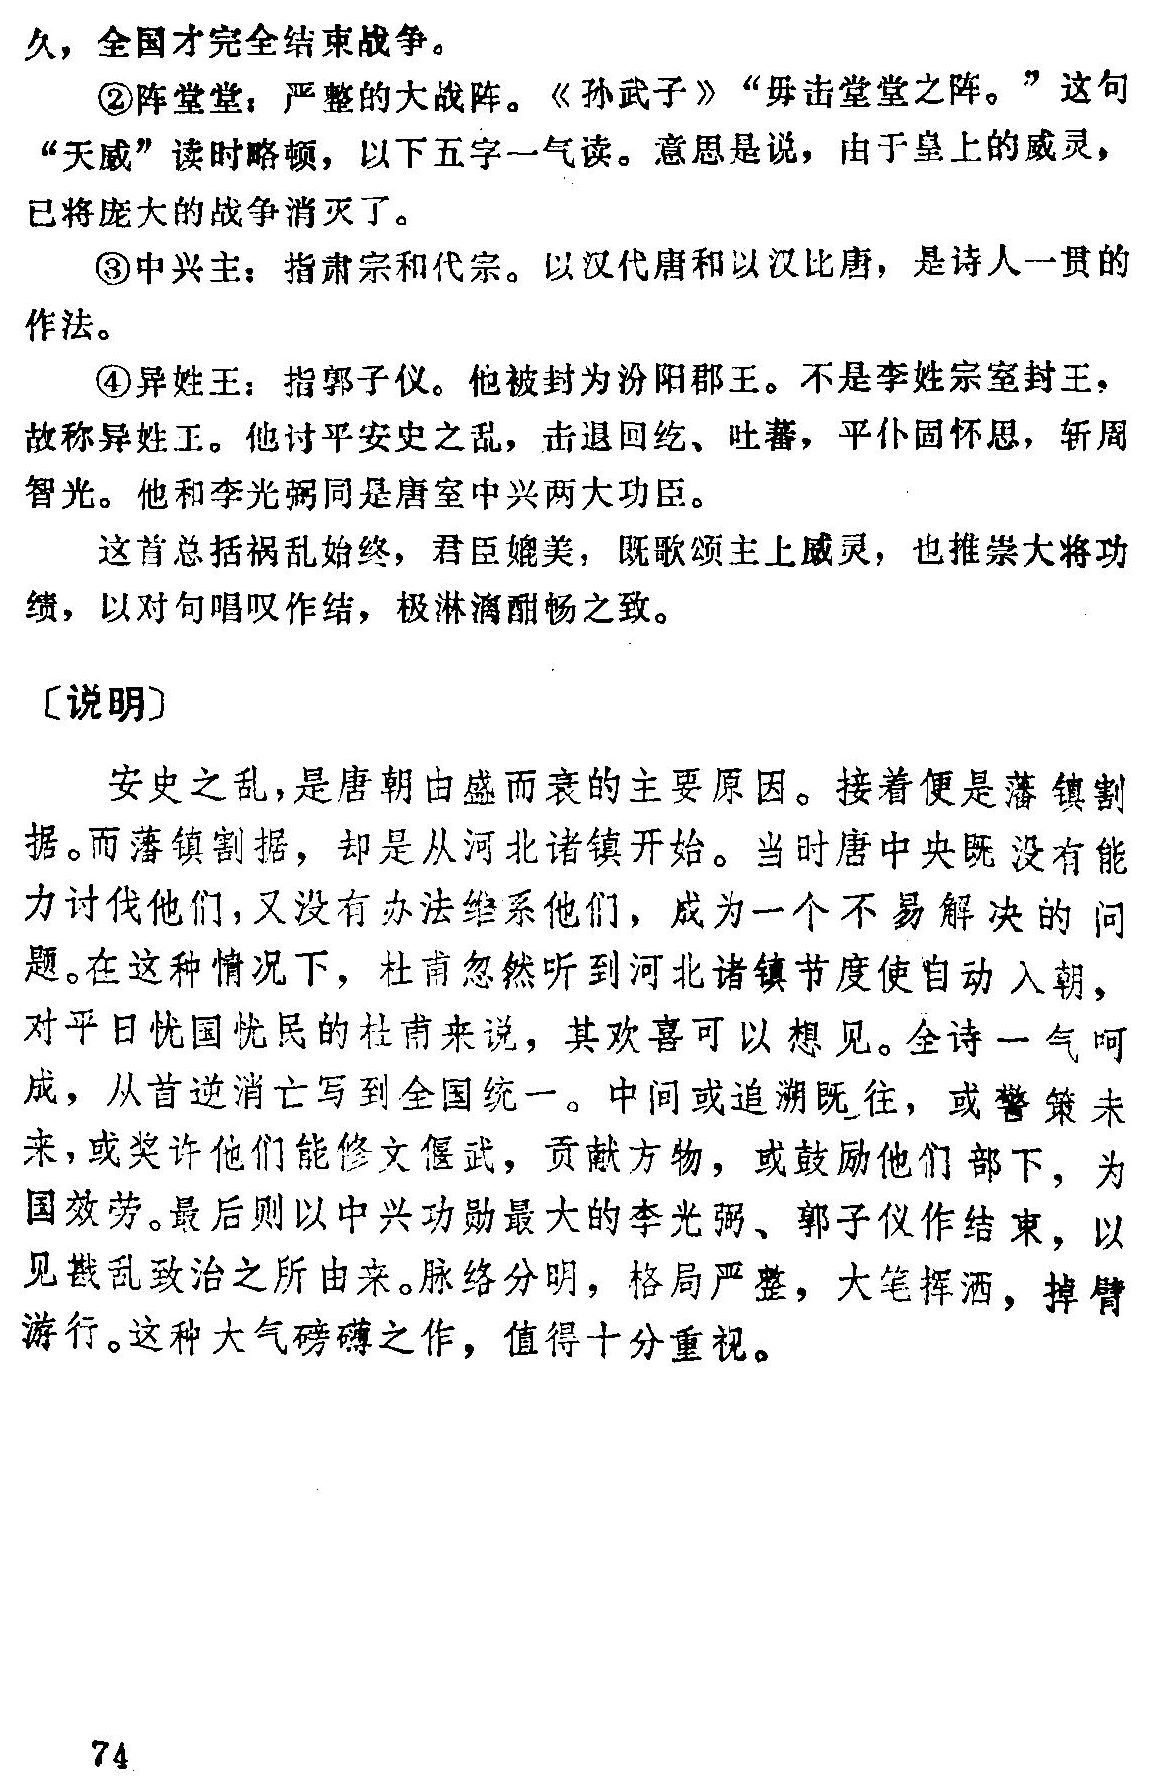 久，全国才完全结束战争。
②阵堂堂：严整的大战阵。《孙武子》“毋击堂堂之阵。”这句
“天威”读时略顿，以下五字一气读。意思是说，由于皇上的威灵，
已将庞大的战争消灭了。
③中兴主：指肃宗和代宗。以汉代唐和以汉比唐，是诗人一贯的
作法。
④异姓王：指郭子仪。他被封为汾阳郡王。不是李姓宗室封王，
故称异姓王。他讨平安史之乱，击退回纥、吐蕃，平仆固怀恩，斩周
智光。他和李光弼同是唐室中兴两大功臣。
这首总括祸乱始终，君臣媲美，既歌颂主上威灵，也推崇大将功
绩，以对句唱叹作结，极淋漓酣畅之致。
〔说明〕
安史之乱，是唐朝由盛而衰的主要原因。接着便是藩镇割
据。而藩镇割据，却是从河北诸镇开始。当时唐中央既没有能
力讨伐他们，又没有办法维系他们，成为一个不易解决的问
题。在这种情况下，杜甫忽然听到河北诸镇节度使自动入朝，
对平日忧国忧民的杜甫来说，其欢喜可以想见。全诗一气呵
成，从首逆消亡写到全国统一。中间或追溯既往，或警策未
来，或奖许他们能修文偃武，贡献方物，或鼓励他们部下，为
国效劳。最后则以中兴功勋最大的李光弼、郭子仪作结束，以
见戡乱致治之所由来。脉络分明，格局严整，大笔挥洒，掉臂
游行。这种大气磅礴之作，值得十分重视。
74